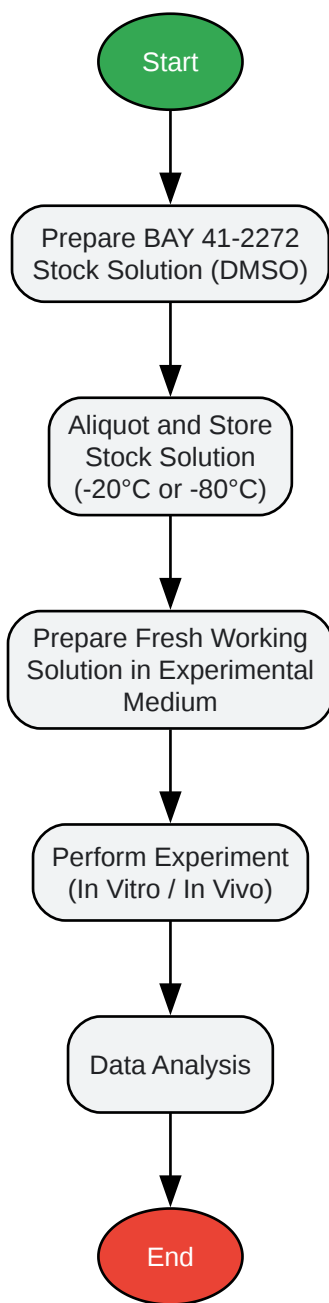 Start
Prepare BAY 41-2272
Stock Solution (DMSO)
Aliquot and Store
Stock Solution
(-20°C or -80°C)
Prepare Fresh Working
Solution in Experimental
Medium
Perform Experiment
(In Vitro / In Vivo)
Data Analysis
End